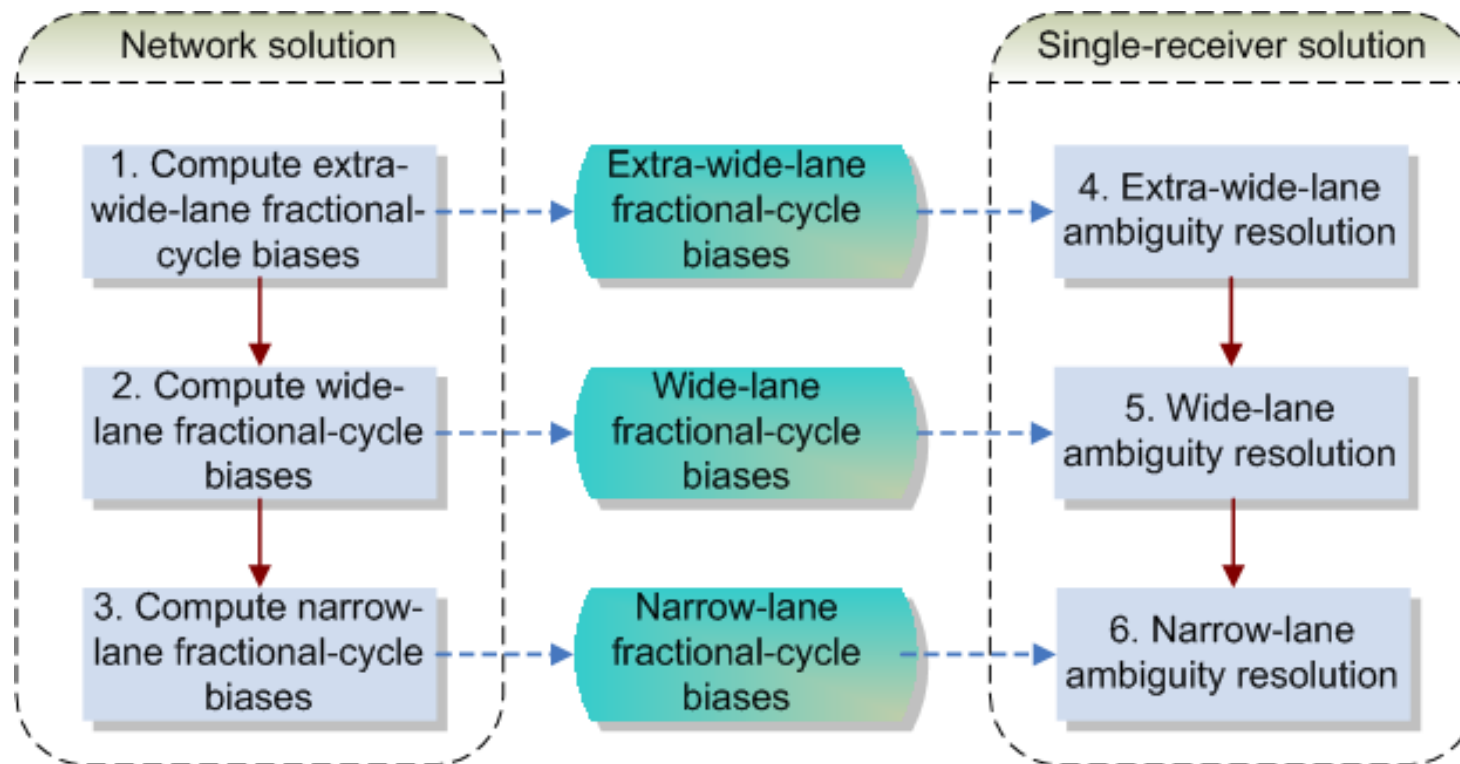 Network solution
1. Compute extra-
wide-lane fractional-
cycle biases
2. Compute wide-
lane fractional-cycle
biases
3. Compute narrow-
lane fractional-cycle
biases
Extra-wide-lane
fractional-cycle
biases
Wide-lane
fractional-cycle
biases
Narrow-lane
fractional-cycle
biases
Single-receiver solution
4. Extra-wide-lane
ambiguity resolution
5. Wide-lane
ambiguity resolution
6. Narrow-lane
ambiguity resolution